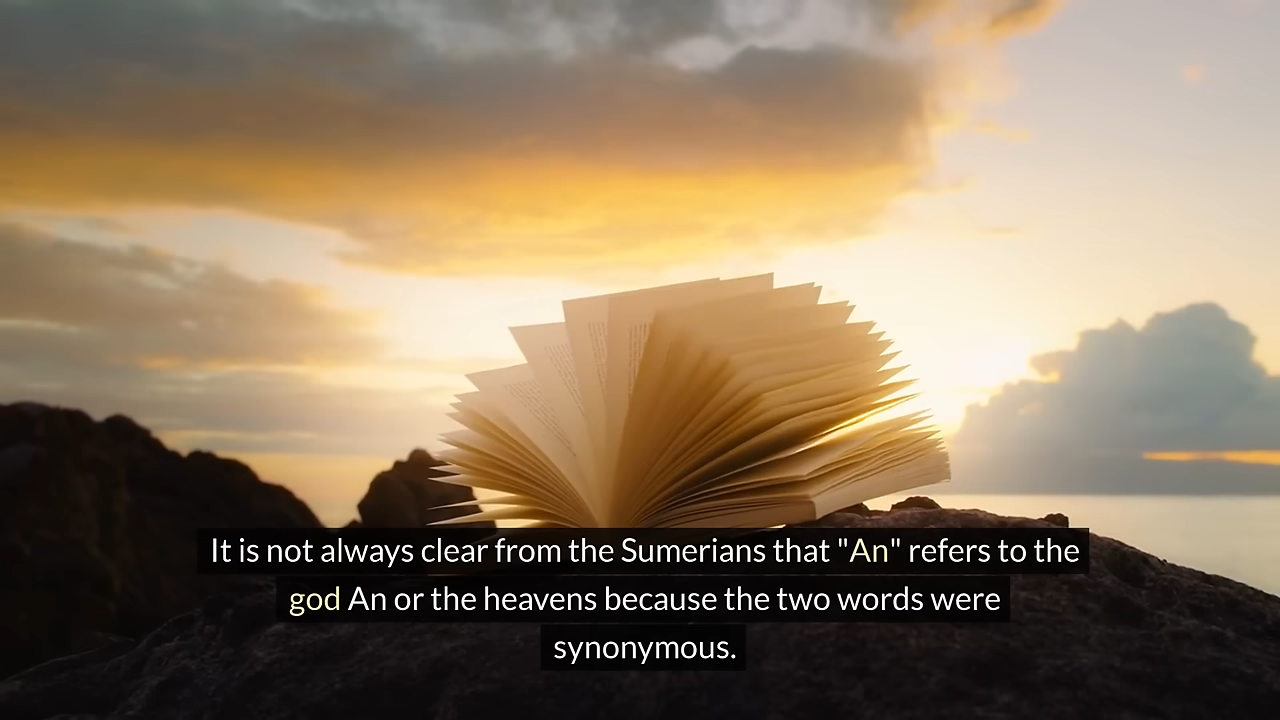 It is not always clear from the Sumerians that "An" refers to the
god An or the heavens because the two words were
synonymous.